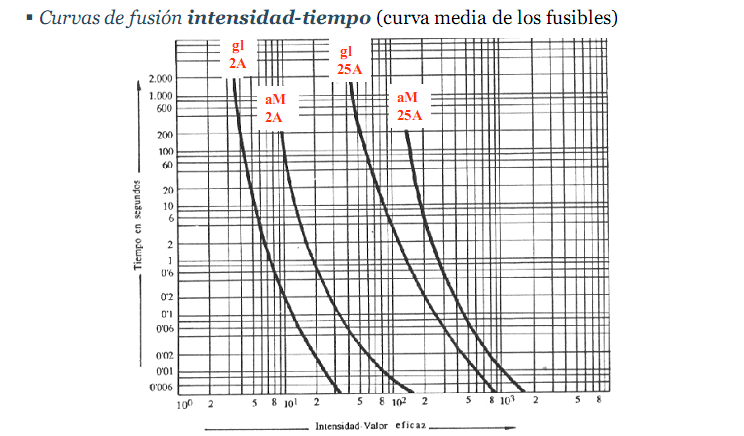 ▪ Curvas de fusión intensidad-tiempo (curva media de los fusibles)
gl
2A
gl
25A
aM
2A
aM
25A
Tiempo en segundos
2.000
1.000
600
200
100
60
20
10
6
2
1
0'6
0'2
0'1
0'06
0'02
0'01
0'006
10⁰ 2 5 8 10¹ 2 5 8 10² 2 5 8 10³ 2 5 8
Intensidad-Valor eficaz